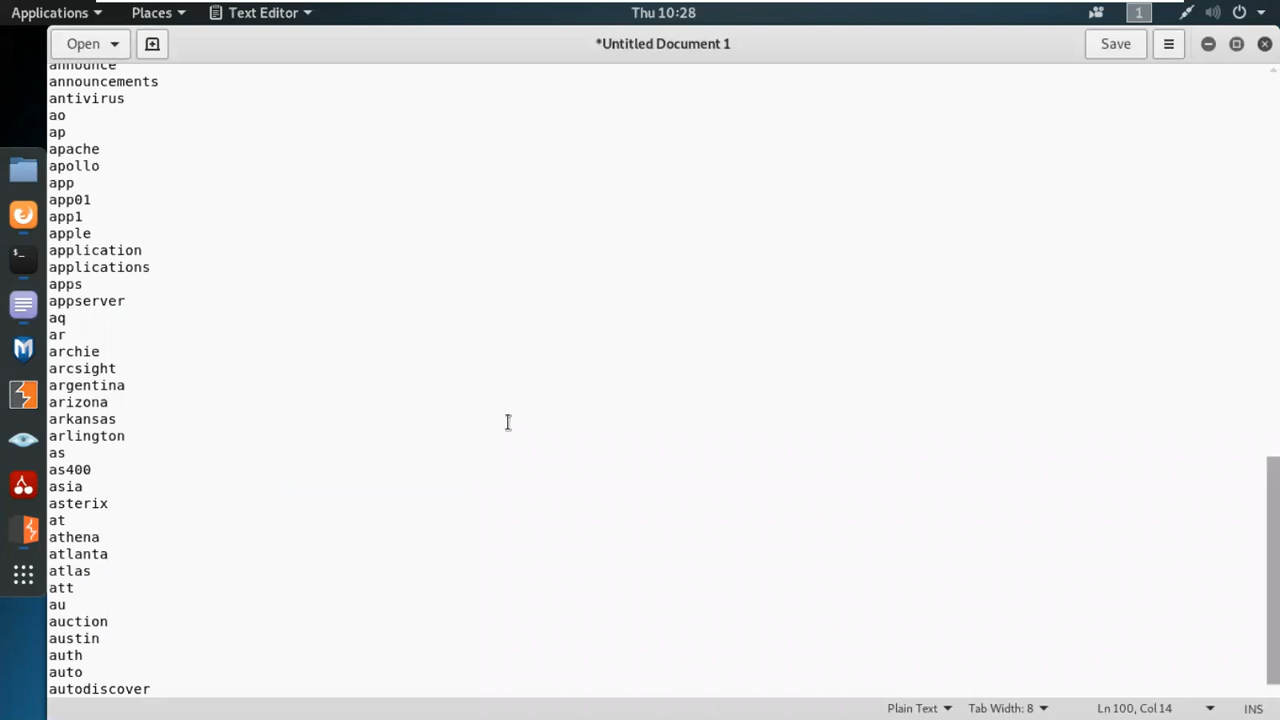 Applications
Places
Text Editor
Thu 10:28
1
Open
*Untitled Document 1
Save
announce
announcements
antivirus
ao
ap
apache
apollo
app
app01
app1
apple
application
applications
apps
appserver
aq
ar
archie
arcsight
argentina
arizona
arkansas
arlington
as
as400
asia
asterix
at
athena
atlanta
atlas
att
au
auction
austin
auth
auto
autodiscover
Plain Text
Tab Width: 8
Ln 100, Col 14
INS